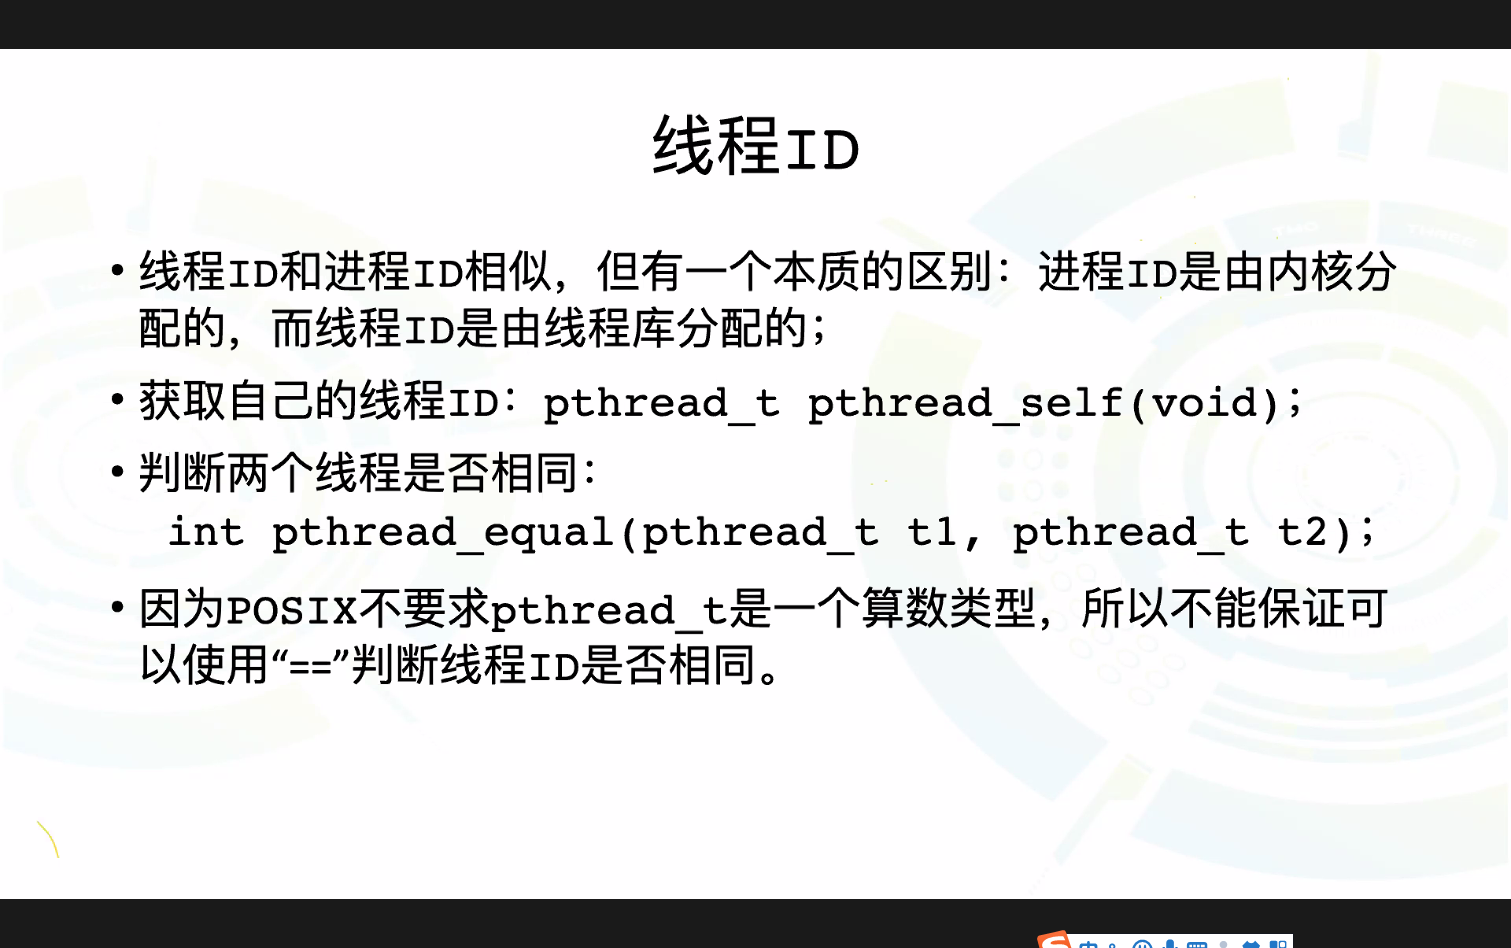 线程ID
• 线程ID和进程ID相似，但有一个本质的区别：进程ID是由内核分
配的，而线程ID是由线程库分配的；
• 获取自己的线程ID：pthread_t pthread_self(void)；
• 判断两个线程是否相同：
int pthread_equal(pthread_t t1, pthread_t t2)；
• 因为POSIX不要求pthread_t是一个算数类型，所以不能保证可
以使用“==”判断线程ID是否相同。